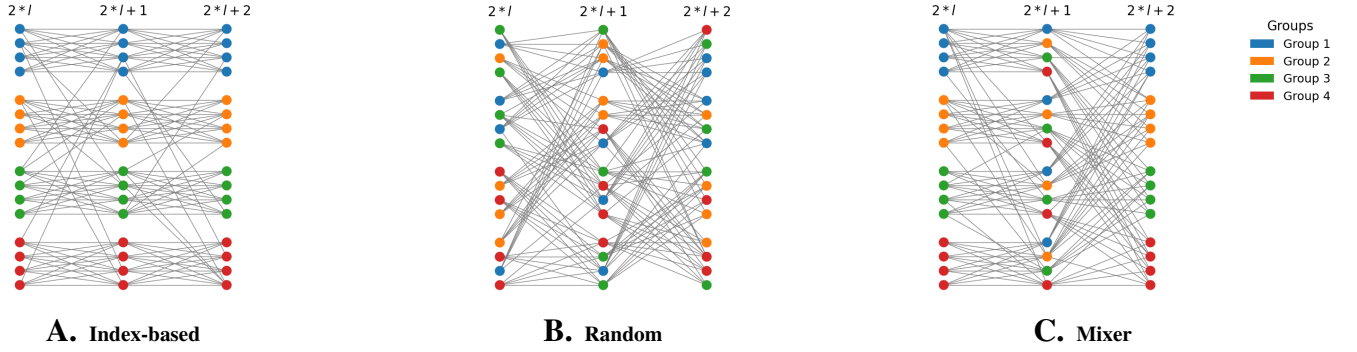 2 * l
2 * l + 1
2 * l + 2
2 * l
2 * l + 1
2 * l + 2
2 * l
2 * l + 1
2 * l + 2
Groups
Group 1
Group 2
Group 3
Group 4
A. Index-based
B. Random
C. Mixer